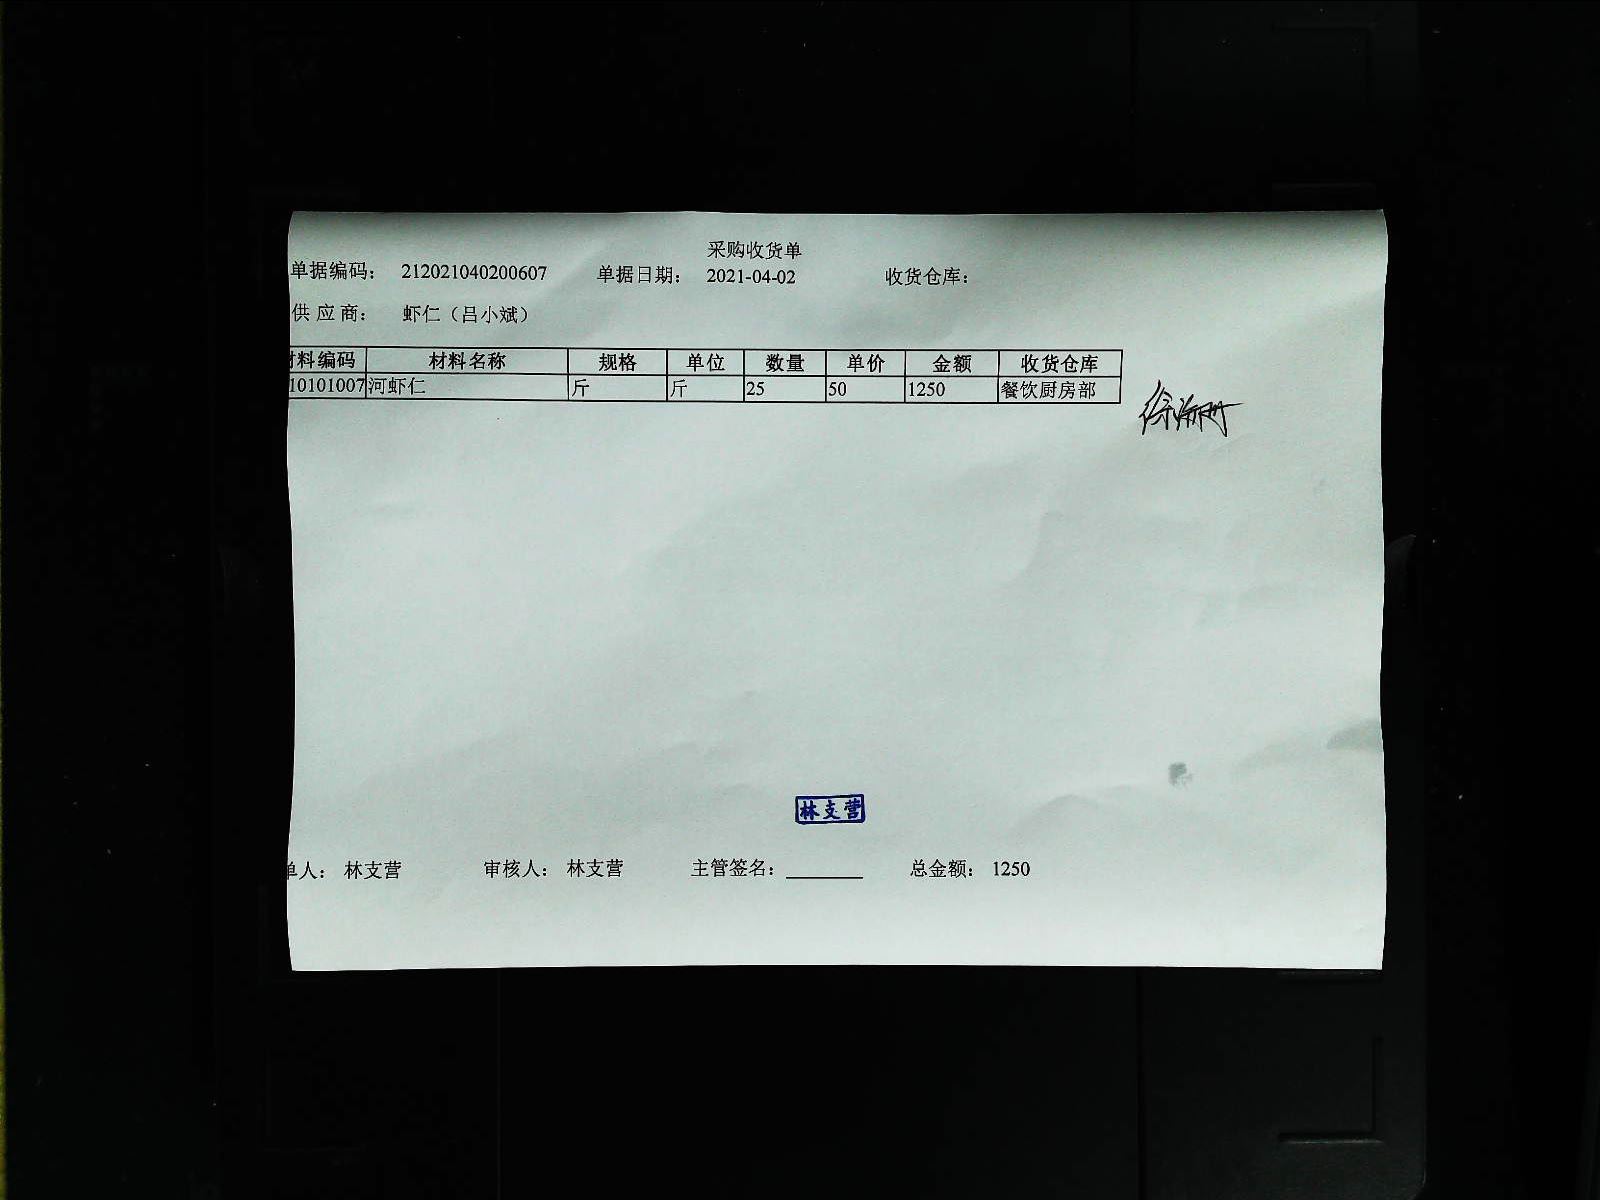 采购收货单
单据编码： 212021040200607 单据日期： 2021-04-02 收货仓库：
供 应 商： 虾仁（吕小斌）
材料编码 材料名称 规格 单位 数量 单价 金额 收货仓库
10101007 河虾仁 斤 斤 25 50 1250 餐饮厨房部
林支营
单人： 林支营 审核人： 林支营 主管签名： 总金额： 1250